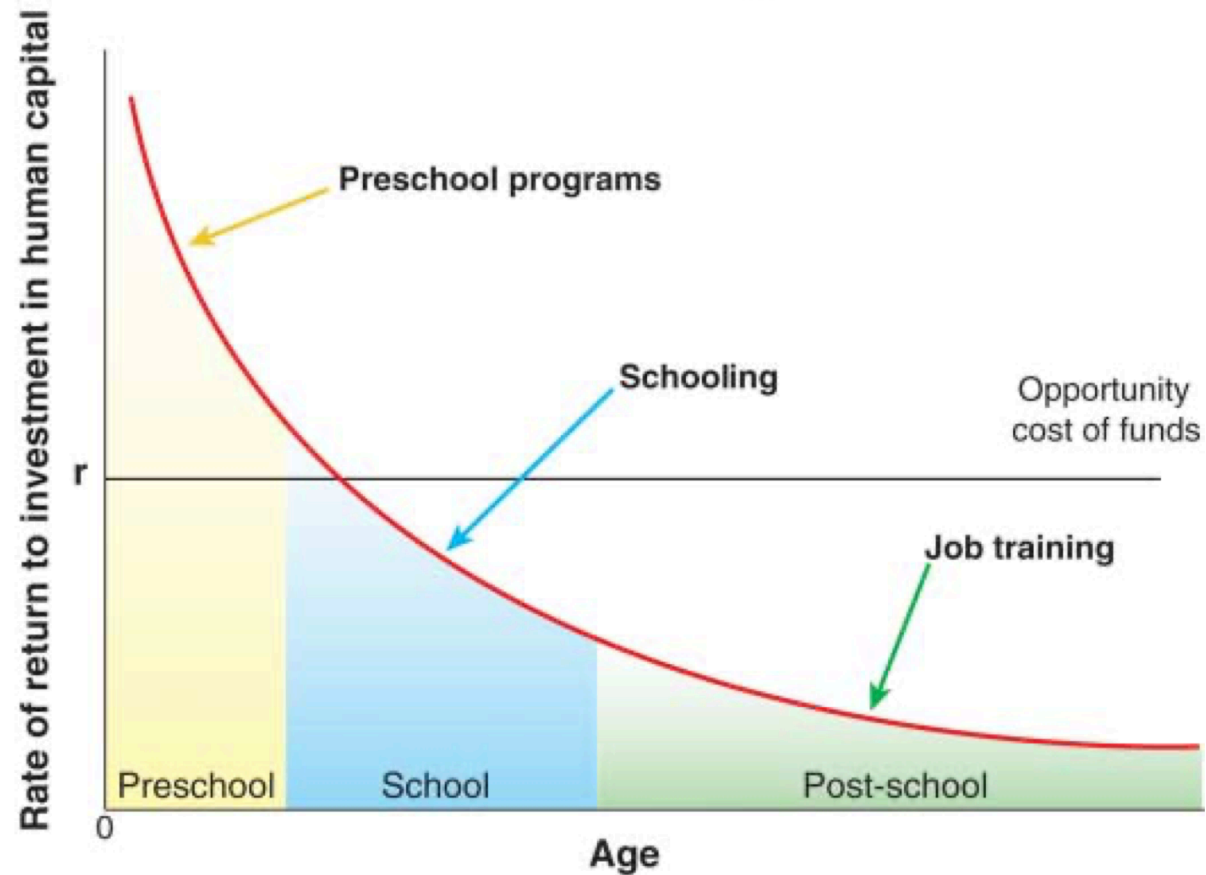 Rate of return to investment in human capital
Preschool programs
Schooling
Opportunity
cost of funds
r
Job training
Preschool
School
Post-school
0
Age